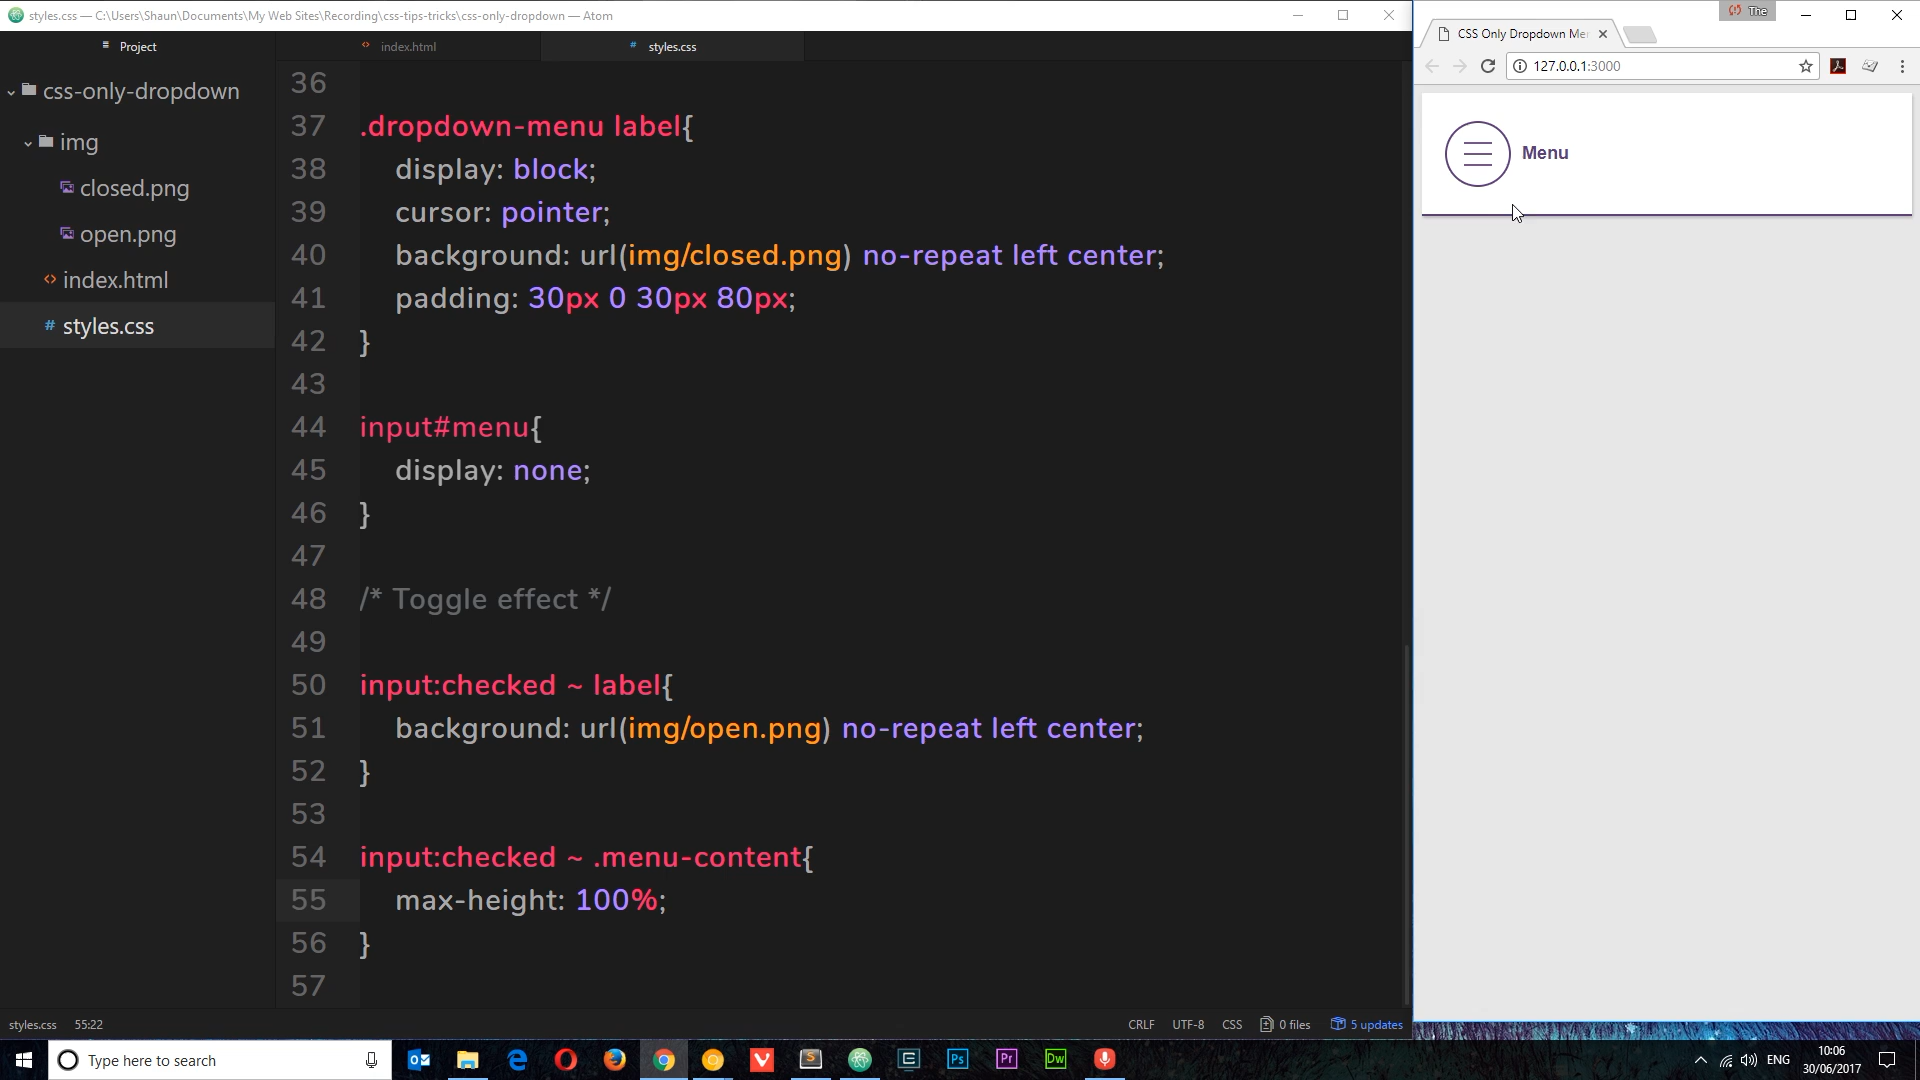 styles.css — C:\Users\Shaun\Documents\My Web Sites\Recording\css-tips-tricks\css-only-dropdown — Atom
Project
index.html
styles.css
css-only-dropdown
img
closed.png
open.png
index.html
styles.css
36
37 .dropdown-menu label{
38 display: block;
39 cursor: pointer;
40 background: url(img/closed.png) no-repeat left center;
41 padding: 30px 0 30px 80px;
42 }
43
44 input#menu{
45 display: none;
46 }
47
48 /* Toggle effect */
49
50 input:checked ~ label{
51 background: url(img/open.png) no-repeat left center;
52 }
53
54 input:checked ~ .menu-content{
55 max-height: 100%;
56 }
57
styles.css 55:22
CRLF UTF-8 CSS 0 files 5 updates
The
CSS Only Dropdown Me
127.0.0.1:3000
Menu
Type here to search
Ps
Pr
Dw
ENG
10:06
30/06/2017